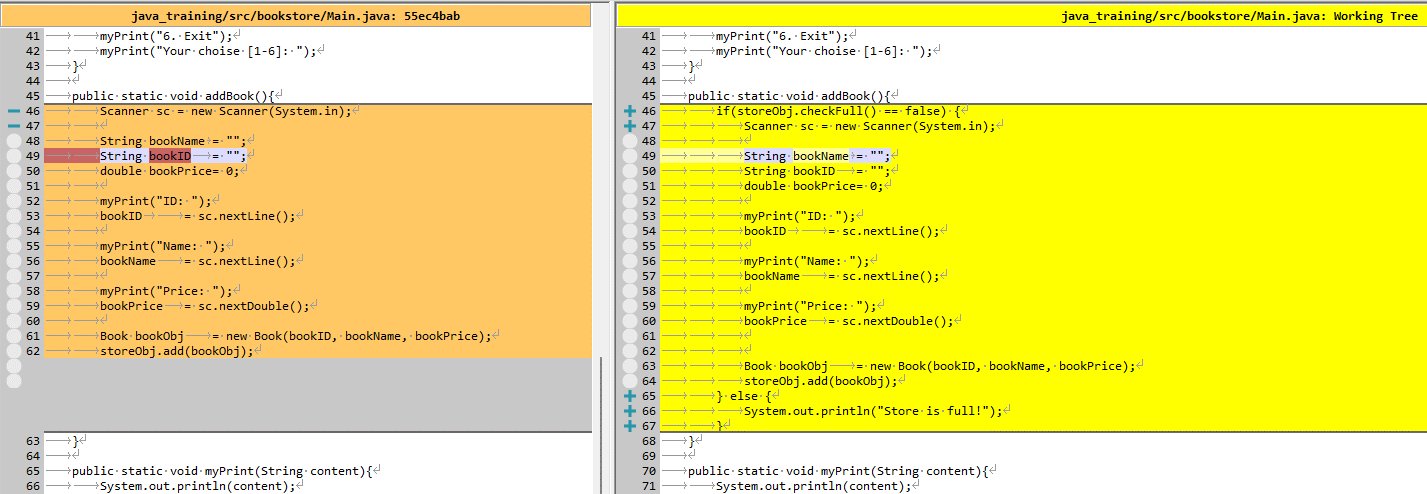 java_training/src/bookstore/Main.java: 55ec4bab
41 myPrint("6. Exit");
42 myPrint("Your choise [1-6]: ");
43 }
44
45 public static void addBook(){
46 Scanner sc = new Scanner(System.in);
47
48 String bookName = "";
49 String bookID = "";
50 double bookPrice= 0;
51
52 myPrint("ID: ");
53 bookID = sc.nextLine();
54
55 myPrint("Name: ");
56 bookName = sc.nextLine();
57
58 myPrint("Price: ");
59 bookPrice = sc.nextDouble();
60
61 Book bookObj = new Book(bookID, bookName, bookPrice);
62 storeObj.add(bookObj);
63 }
64
65 public static void myPrint(String content){
66 System.out.println(content);
java_training/src/bookstore/Main.java: Working Tree
41 myPrint("6. Exit");
42 myPrint("Your choise [1-6]: ");
43 }
44
45 public static void addBook(){
46 if(storeObj.checkFull() == false) {
47 Scanner sc = new Scanner(System.in);
48
49 String bookName = "";
50 String bookID = "";
51 double bookPrice= 0;
52
53 myPrint("ID: ");
54 bookID = sc.nextLine();
55
56 myPrint("Name: ");
57 bookName = sc.nextLine();
58
59 myPrint("Price: ");
60 bookPrice = sc.nextDouble();
61
62
63 Book bookObj = new Book(bookID, bookName, bookPrice);
64 storeObj.add(bookObj);
65 } else {
66 System.out.println("Store is full!");
67 }
68 }
69
70 public static void myPrint(String content){
71 System.out.println(content);